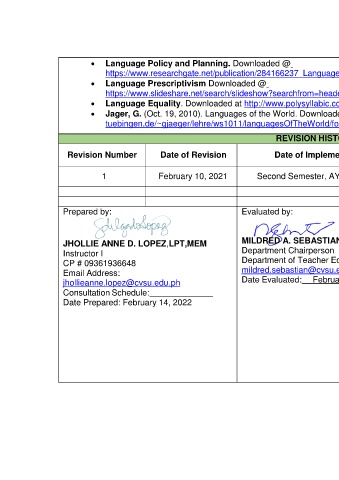 • Language Policy and Planning. Downloaded @
https://www.researchgate.net/publication/284166237_Languag
• Language Prescriptivism Downloaded @
https://www.slideshare.net/search/slideshow?searchfrom=head
• Language Equality. Downloaded at http://www.polysyllabic.co
• Jager, G. (Oct. 19, 2010). Languages of the World. Download
tuebingen.de/~gjaeger/lehre/ws1011/languagesOfTheWorld/fo
REVISION HIST
Revision Number Date of Revision Date of Impleme
1 February 10, 2021 Second Semester, AY
Prepared by: Evaluated by:
JHOLLIE ANNE D. LOPEZ,LPT,MEM MILDRED A. SEBASTIAN
Instructor I Department Chairperson
CP # 09361936648 Department of Teacher Ed
Email Address: mildred.sebastian@cvsu.e
jhollieanne.lopez@cvsu.edu.ph Date Evaluated: Februa
Consultation Schedule:______________
Date Prepared: February 14, 2022